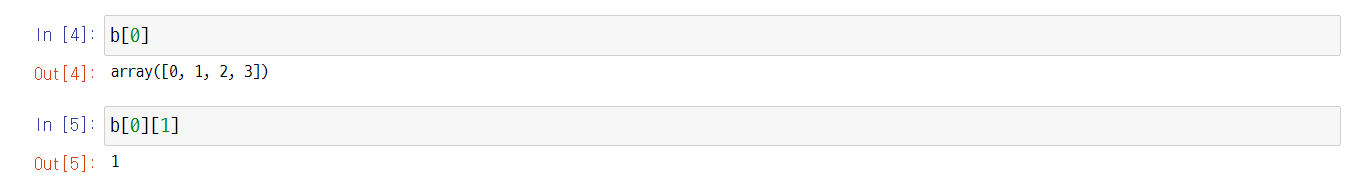 In [4]: b[0]
Out[4]: array([0, 1, 2, 3])
In [5]: b[0][1]
Out[5]: 1